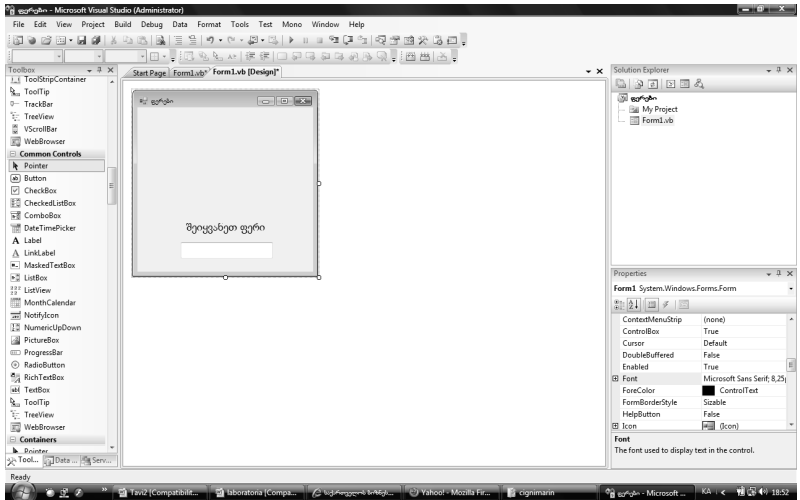 ფერები - Microsoft Visual Studio (Administrator)
File Edit View Project Build Debug Data Format Tools Test Mono Window Help
Toolbox
ToolStripContainer
ToolTip
TrackBar
TreeView
VScrollBar
WebBrowser
Common Controls
Pointer
Button
CheckBox
CheckedListBox
ComboBox
DateTimePicker
Label
LinkLabel
MaskedTextBox
ListBox
ListView
MonthCalendar
NotifyIcon
NumericUpDown
PictureBox
ProgressBar
RadioButton
RichTextBox
TextBox
ToolTip
TreeView
WebBrowser
Containers
Pointer
Tool... Data ... Serv...
Start Page Form1.vb* Form1.vb [Design]*
ფერები
შეიყვანეთ ფერი
Solution Explorer
ფერები
My Project
Form1.vb
Properties
Form1 System.Windows.Forms.Form
ContextMenuStrip (none)
ControlBox True
Cursor Default
DoubleBuffered False
Enabled True
Font Microsoft Sans Serif; 8,25
ForeColor ControlText
FormBorderStyle Sizable
HelpButton False
Icon (Icon)
Font
The font used to display text in the control.
Ready
Tavi2 [Compatibilit... laboratoria [Compa... Yahoo! - Mozilla Fir... cignimarin ფერები - Microsoft ... KA 18:52